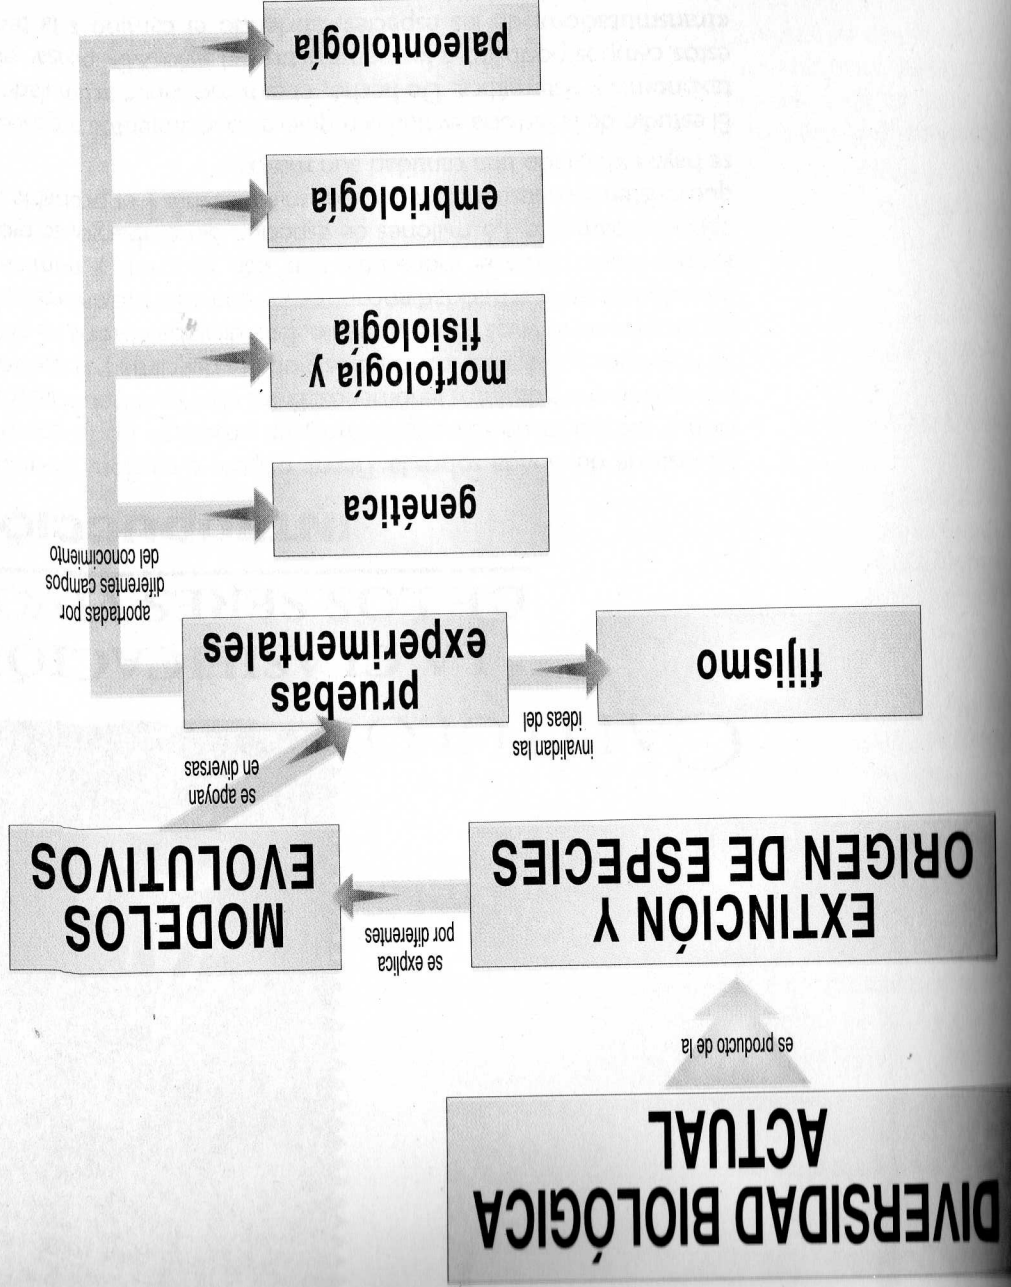 DIVERSIDAD BIOLÓGICA
ACTUAL
es producto de la
EXTINCIÓN Y
ORIGEN DE ESPECIES
se explica
por diferentes
MODELOS
EVOLUTIVOS
se apoyan
en diversas
pruebas
experimentales
invalidan las
ideas del
fijismo
aportadas por
diferentes campos
del conocimiento
genética
morfología y
fisiología
embriología
paleontología